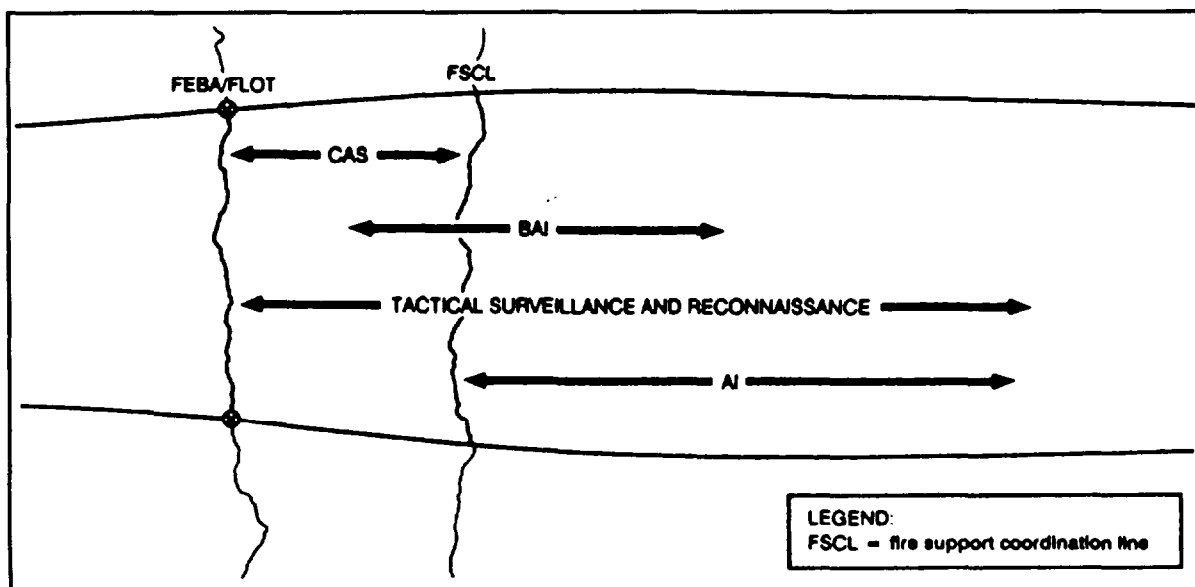 FEBA/FLOT
FSCL
CAS
BAI
TACTICAL SURVEILLANCE AND RECONNAISSANCE
AI
LEGEND:
FSCL = fire support coordination line